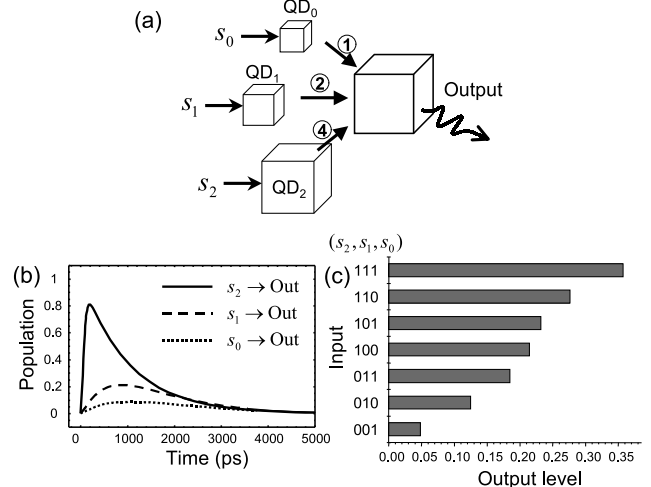 (a)
QD₀
s₀
①
QD₁
s₁
②
Output
④
s₂
QD₂
(b)
1
0.8
0.6
0.4
0.2
0
Population
s₂ → Out
s₁ → Out
s₀ → Out
0 1000 2000 3000 4000 5000
Time (ps)
(s₂, s₁, s₀)
(c)
Input
111
110
101
100
011
010
001
0.00 0.05 0.10 0.15 0.20 0.25 0.30 0.35
Output level